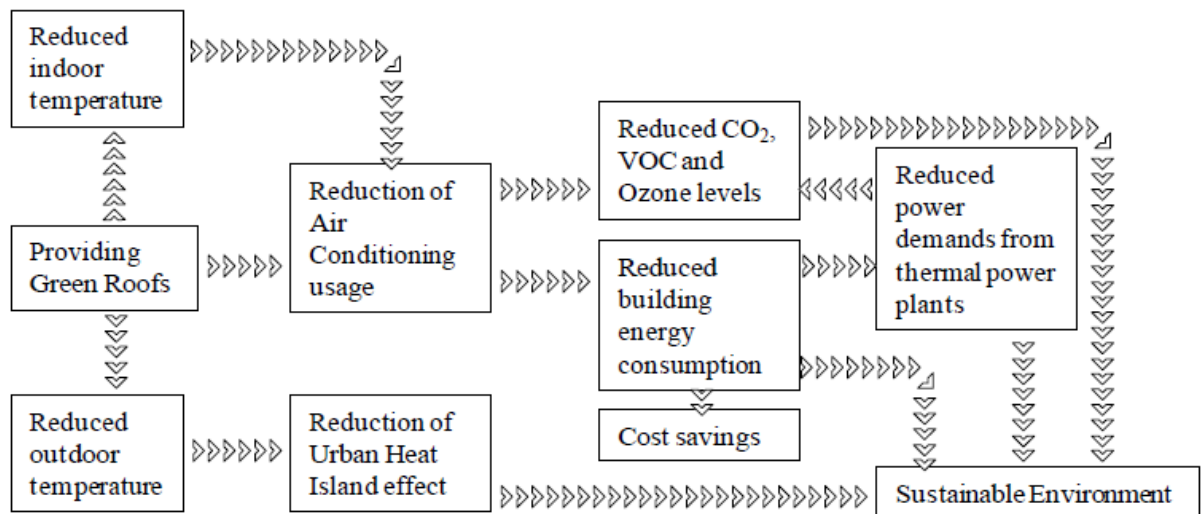 Reduced
indoor
temperature
Providing
Green Roofs
Reduced
outdoor
temperature
Reduction of
Air
Conditioning
usage
Reduction of
Urban Heat
Island effect
Reduced CO₂,
VOC and
Ozone levels
Reduced
building
energy
consumption
Cost savings
Reduced
power
demands from
thermal power
plants
Sustainable Environment